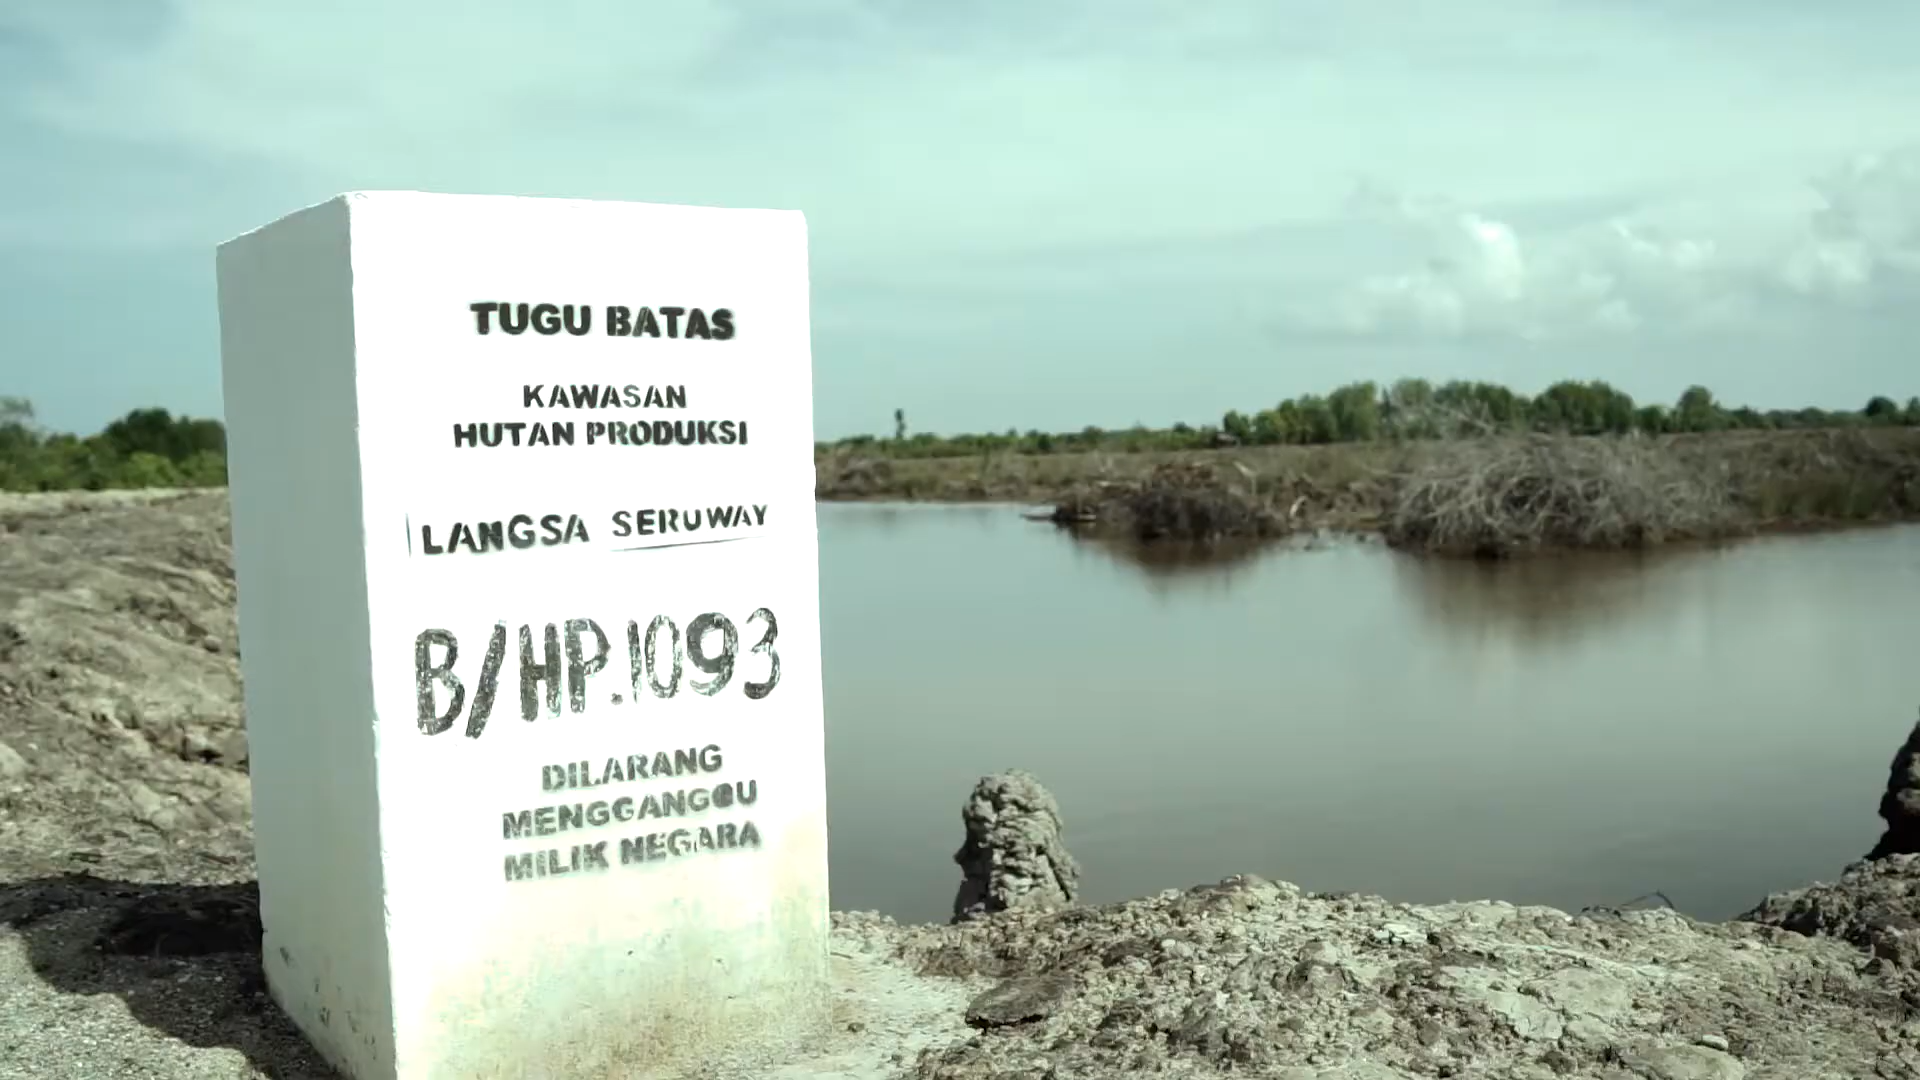 TUGU BATAS
KAWASAN
HUTAN PRODUKSI
LANGSA SERUWAY
B/HP.1093
DILARANG
MENGGANGGU
MILIK NEGARA